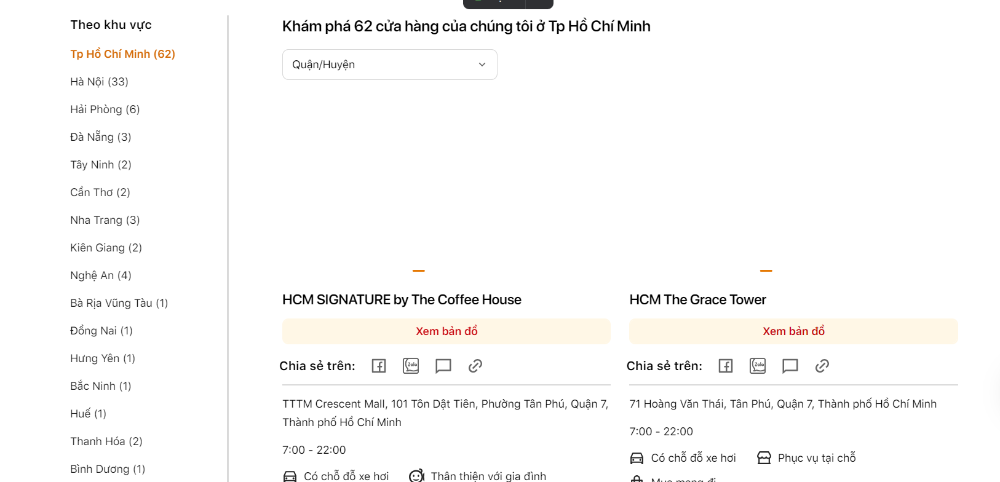 Theo khu vực
Tp Hồ Chí Minh (62)
Hà Nội (33)
Hải Phòng (6)
Đà Nẵng (3)
Tây Ninh (2)
Cần Thơ (2)
Nha Trang (3)
Kiên Giang (2)
Nghệ An (4)
Bà Rịa Vũng Tàu (1)
Đồng Nai (1)
Hưng Yên (1)
Bắc Ninh (1)
Huế (1)
Thanh Hóa (2)
Bình Dương (1)
Khám phá 62 cửa hàng của chúng tôi ở Tp Hồ Chí Minh
Quận/Huyện
HCM SIGNATURE by The Coffee House
Xem bản đồ
Chia sẻ trên:
Zalo
TTTM Crescent Mall, 101 Tôn Dật Tiên, Phường Tân Phú, Quận 7,
Thành phố Hồ Chí Minh
7:00 - 22:00
Có chỗ đỗ xe hơi
Thân thiện với gia đình
HCM The Grace Tower
Xem bản đồ
Chia sẻ trên:
Zalo
71 Hoàng Văn Thái, Tân Phú, Quận 7, Thành phố Hồ Chí Minh
7:00 - 22:00
Có chỗ đỗ xe hơi
Phục vụ tại chỗ
Mua mang đi